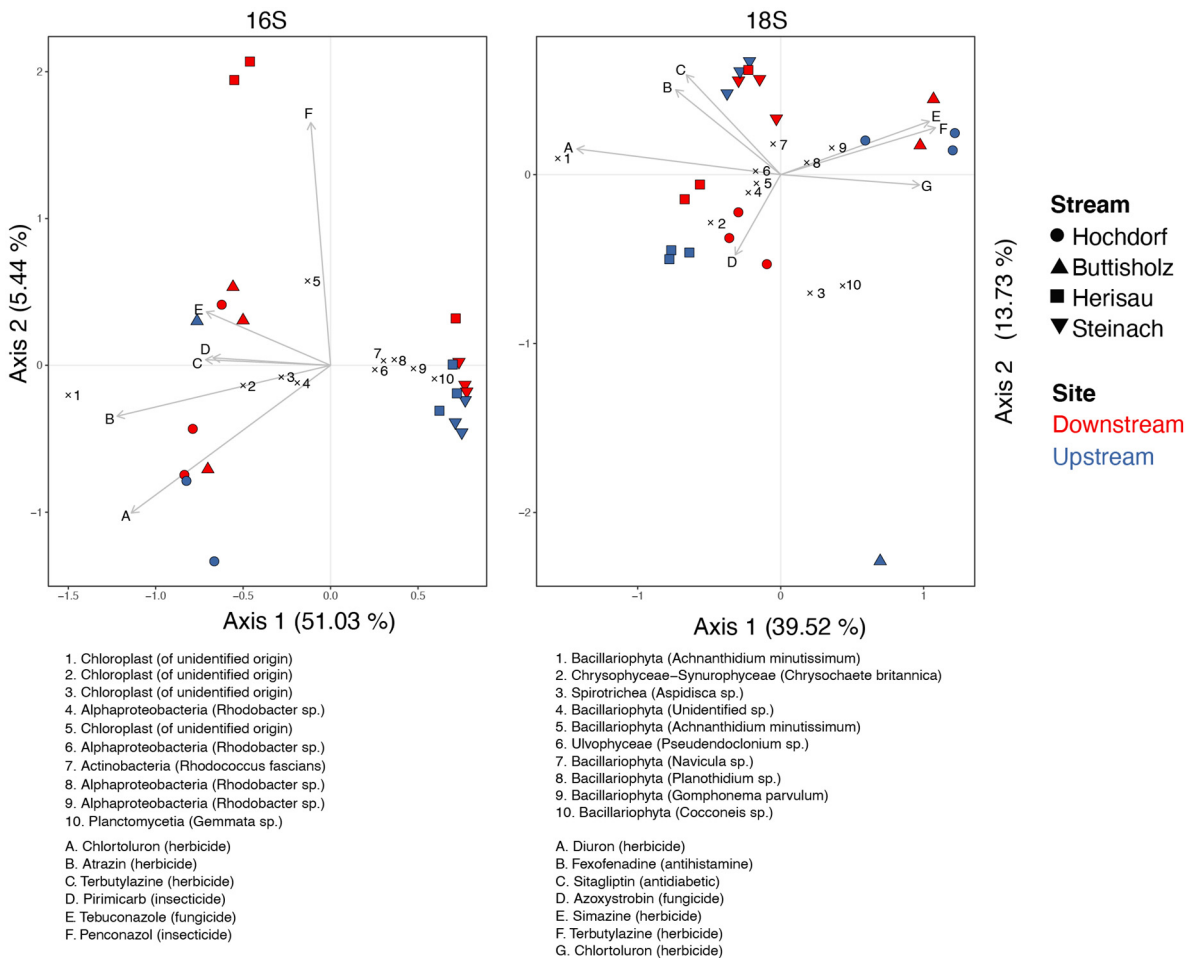 16S
18S
2
1
0
−1
−1.5
−1.0
−0.5
0.0
0.5
Axis 1 (51.03 %)
Axis 2 (5.44 %)
F
5
E
D
C
B
A
1
2
3
4
7
8
6
9
10
0
−1
−2
−1
0
1
Axis 1 (39.52 %)
Axis 2 (13.73 %)
C
B
A
1
7
6
5
4
2
D
8
9
E
F
G
3
10
Stream
Hochdorf
Buttisholz
Herisau
Steinach
Site
Downstream
Upstream
1. Chloroplast (of unidentified origin)
2. Chloroplast (of unidentified origin)
3. Chloroplast (of unidentified origin)
4. Alphaproteobacteria (Rhodobacter sp.)
5. Chloroplast (of unidentified origin)
6. Alphaproteobacteria (Rhodobacter sp.)
7. Actinobacteria (Rhodococcus fascians)
8. Alphaproteobacteria (Rhodobacter sp.)
9. Alphaproteobacteria (Rhodobacter sp.)
10. Planctomycetia (Gemmata sp.)
A. Chlortoluron (herbicide)
B. Atrazin (herbicide)
C. Terbutylazine (herbicide)
D. Pirimicarb (insecticide)
E. Tebuconazole (fungicide)
F. Penconazol (insecticide)
1. Bacillariophyta (Achnanthidium minutissimum)
2. Chrysophyceae−Synurophyceae (Chrysochaete britannica)
3. Spirotrichea (Aspidisca sp.)
4. Bacillariophyta (Unidentified sp.)
5. Bacillariophyta (Achnanthidium minutissimum)
6. Ulvophyceae (Pseudendoclonium sp.)
7. Bacillariophyta (Navicula sp.)
8. Bacillariophyta (Planothidium sp.)
9. Bacillariophyta (Gomphonema parvulum)
10. Bacillariophyta (Cocconeis sp.)
A. Diuron (herbicide)
B. Fexofenadine (antihistamine)
C. Sitagliptin (antidiabetic)
D. Azoxystrobin (fungicide)
E. Simazine (herbicide)
F. Terbutylazine (herbicide)
G. Chlortoluron (herbicide)